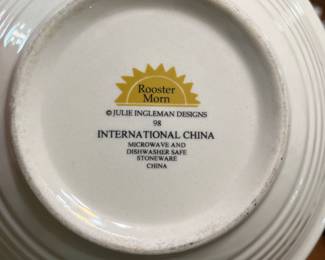 Rooster
Morn
© JULIE INGLEMAN DESIGNS
98
INTERNATIONAL CHINA
MICROWAVE AND
DISHWASHER SAFE
STONEWARE
CHINA